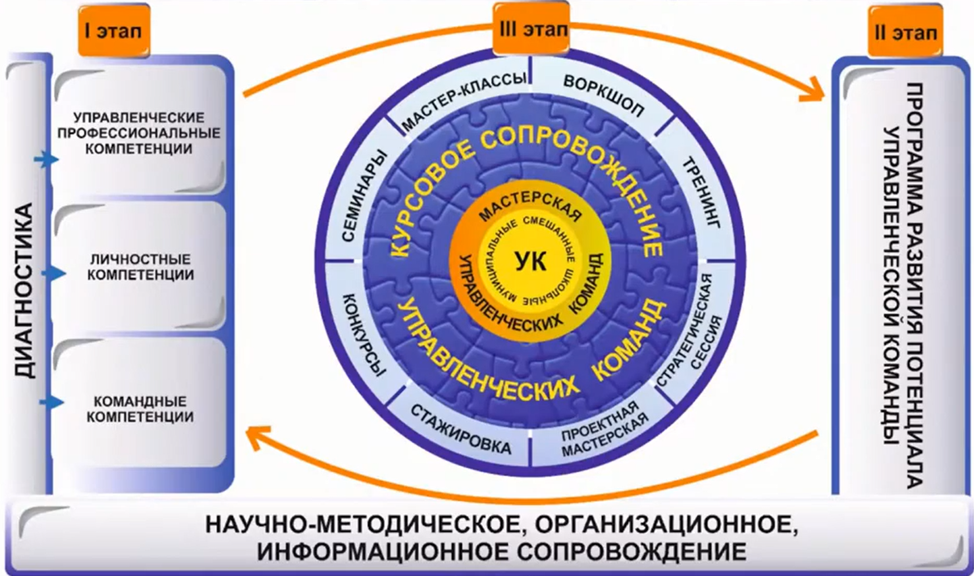 I этап
III этап
II этап
ДИАГНОСТИКА
УПРАВЛЕНЧЕСКИЕ
ПРОФЕССИОНАЛЬНЫЕ
КОМПЕТЕНЦИИ
ЛИЧНОСТНЫЕ
КОМПЕТЕНЦИИ
КОМАНДНЫЕ
КОМПЕТЕНЦИИ
МАСТЕР-КЛАССЫ
ВОРКШОП
ТРЕНИНГ
СТРАТЕГИЧЕСКАЯ
СЕССИЯ
ПРОЕКТНАЯ
МАСТЕРСКАЯ
СТАЖИРОВКА
КОНКУРСЫ
СЕМИНАРЫ
КУРСОВОЕ СОПРОВОЖДЕНИЕ
УПРАВЛЕНЧЕСКИХ КОМАНД
МАСТЕРСКАЯ
УПРАВЛЕНЧЕСКИХ КОМАНД
МУНИЦИПАЛЬНЫЕ СМЕШАННЫЕ ШКОЛЬНЫЕ
УК
ПРОГРАММА РАЗВИТИЯ ПОТЕНЦИАЛА
УПРАВЛЕНЧЕСКОЙ КОМАНДЫ
НАУЧНО-МЕТОДИЧЕСКОЕ, ОРГАНИЗАЦИОННОЕ,
ИНФОРМАЦИОННОЕ СОПРОВОЖДЕНИЕ